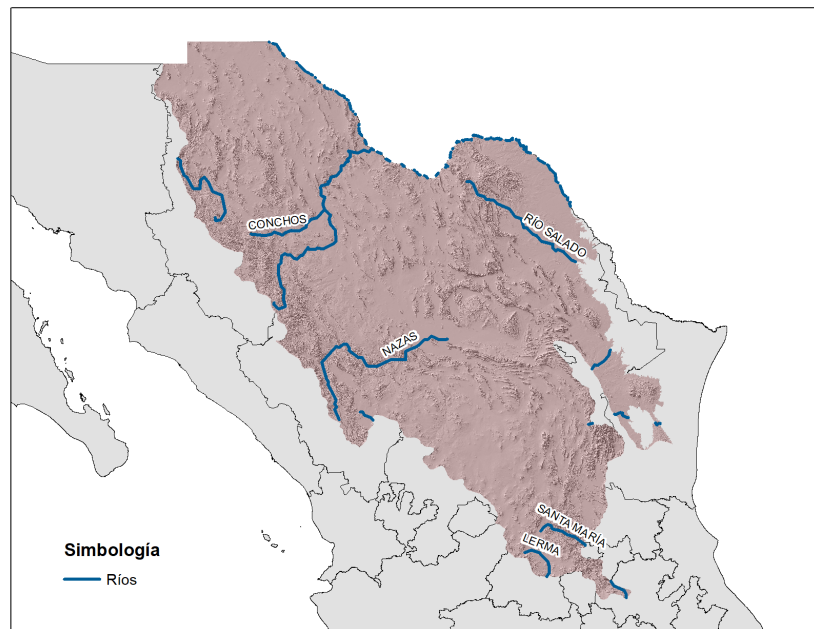 CONCHOS
RÍO SALADO
NAZAS
SANTA MARÍA
LERMA
Simbología
Ríos